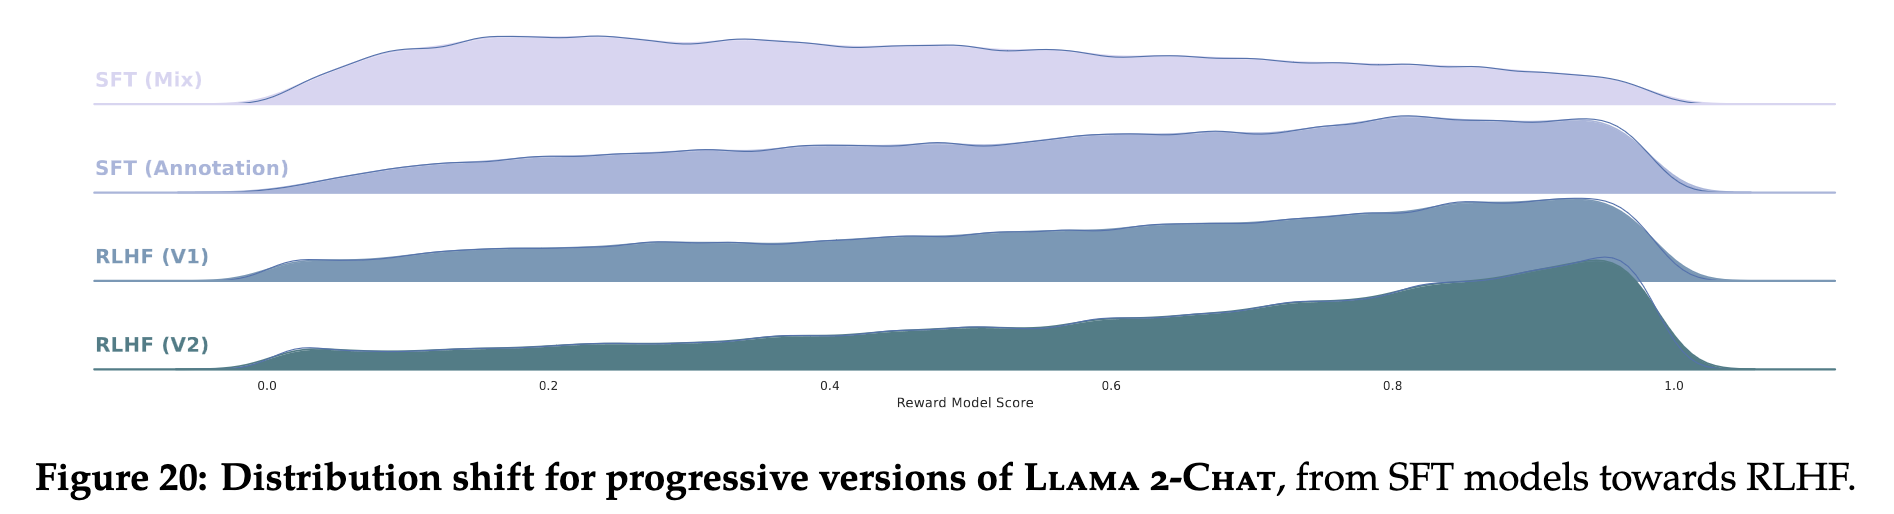 SFT (Mix)
SFT (Annotation)
RLHF (V1)
RLHF (V2)
0.0 0.2 0.4 0.6 0.8 1.0
Reward Model Score
Figure 20: Distribution shift for progressive versions of Llama 2-Chat, from SFT models towards RLHF.